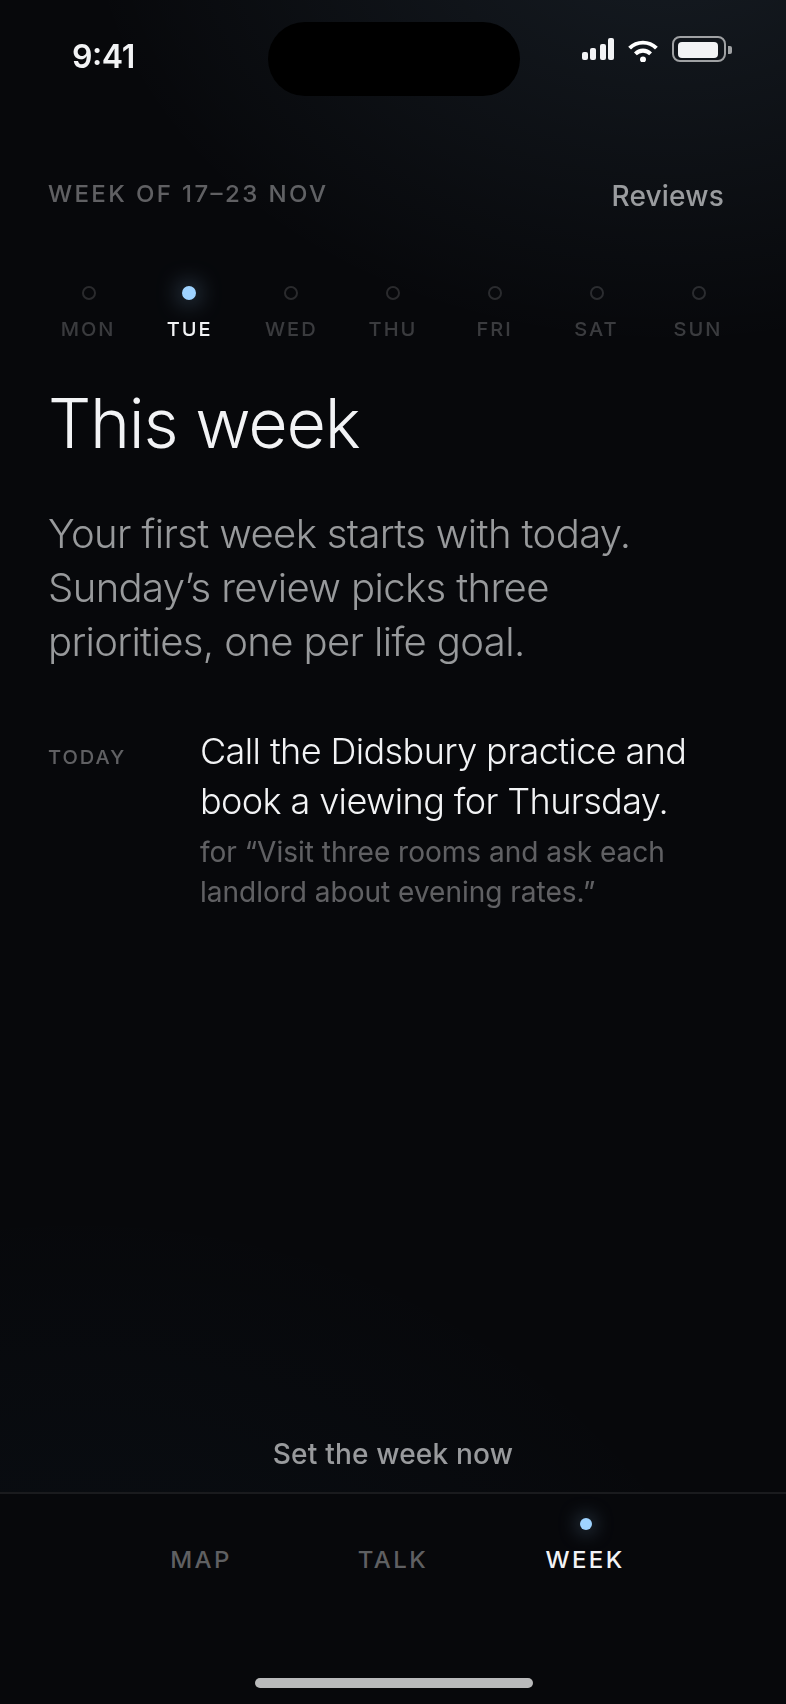 9:41
WEEK OF 17–23 NOV
Reviews
MON TUE WED THU FRI SAT SUN
This week
Your first week starts with today.
Sunday’s review picks three
priorities, one per life goal.
TODAY
Call the Didsbury practice and
book a viewing for Thursday.
for “Visit three rooms and ask each
landlord about evening rates.”
Set the week now
MAP TALK WEEK